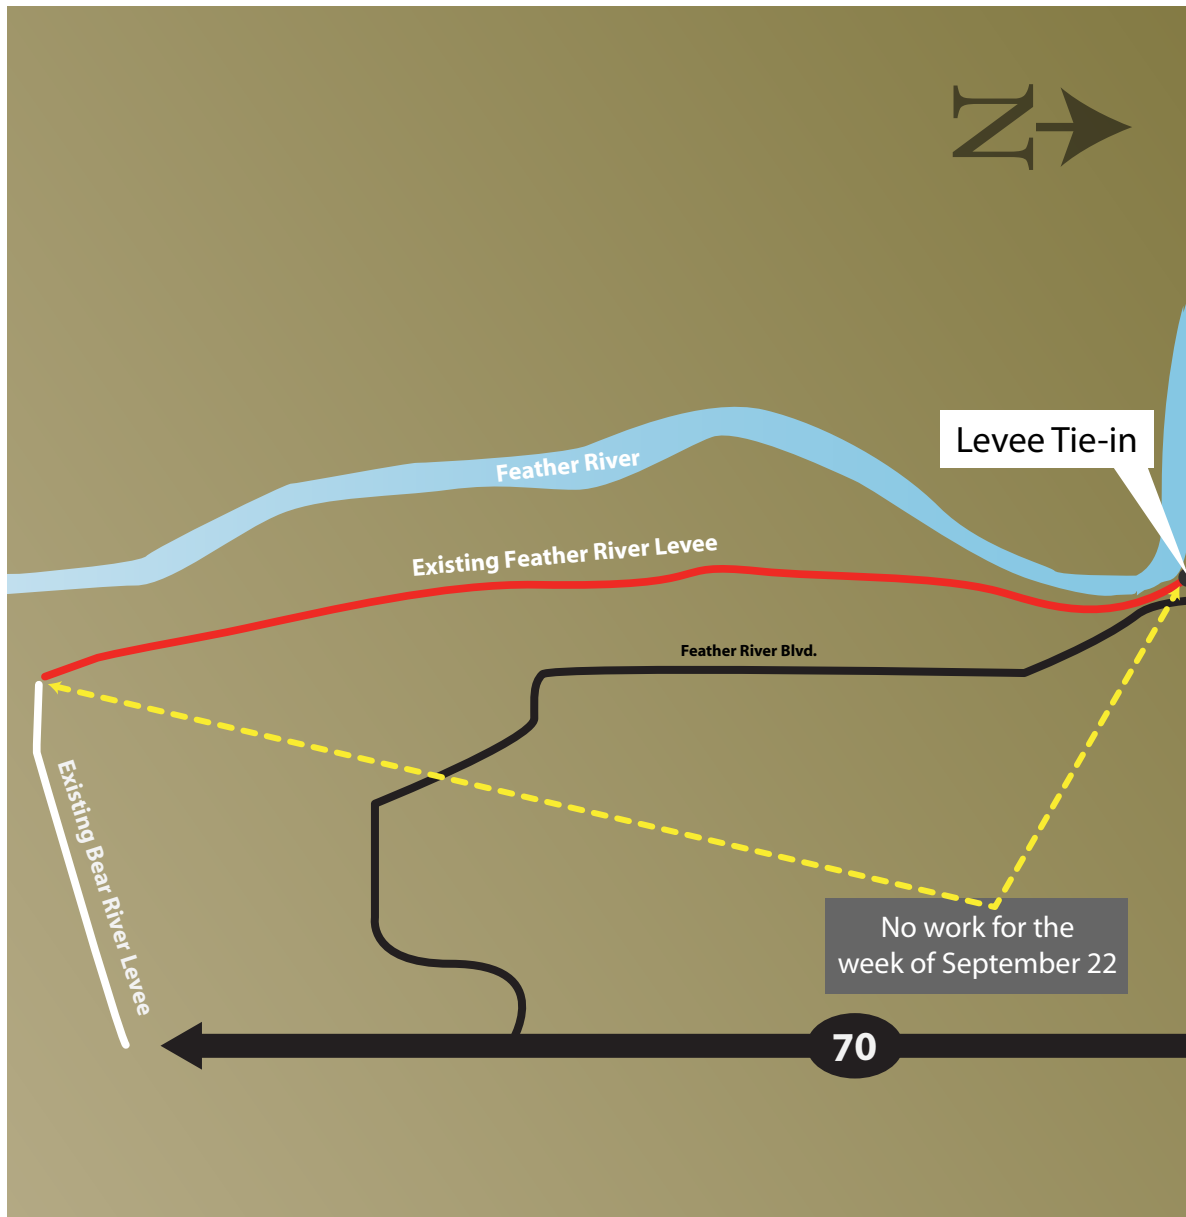 N
Levee Tie-in
Feather River
Existing Feather River Levee
Feather River Blvd.
Existing Bear River Levee
No work for the
week of September 22
70